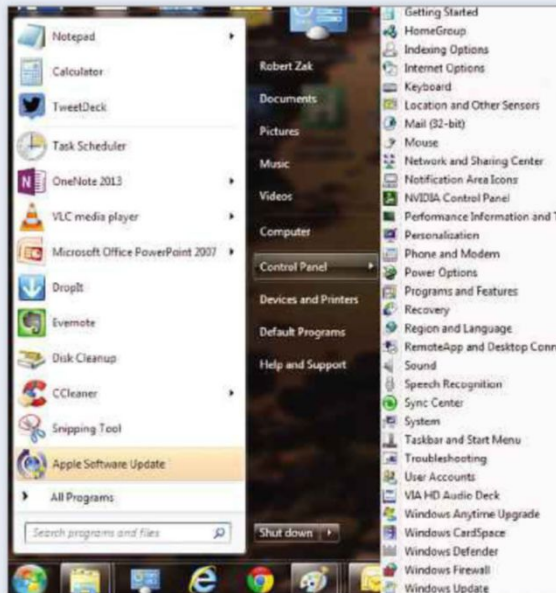 Notepad
Calculator
TweetDeck
Task Scheduler
OneNote 2013
VLC media player
Microsoft Office PowerPoint 2007
DropIt
Evernote
Disk Cleanup
CCleaner
Snipping Tool
Apple Software Update
All Programs
Search programs and files
Robert Zak
Documents
Pictures
Music
Videos
Computer
Control Panel
Devices and Printers
Default Programs
Help and Support
Shut down
Getting Started
HomeGroup
Indexing Options
Internet Options
Keyboard
Location and Other Sensors
Mail (32-bit)
Mouse
Network and Sharing Center
Notification Area Icons
NVIDIA Control Panel
Performance Information and T
Personalization
Phone and Modem
Power Options
Programs and Features
Recovery
Region and Language
RemoteApp and Desktop Conn
Sound
Speech Recognition
Sync Center
System
Taskbar and Start Menu
Troubleshooting
User Accounts
VIA HD Audio Deck
Windows Anytime Upgrade
Windows CardSpace
Windows Defender
Windows Firewall
Windows Update